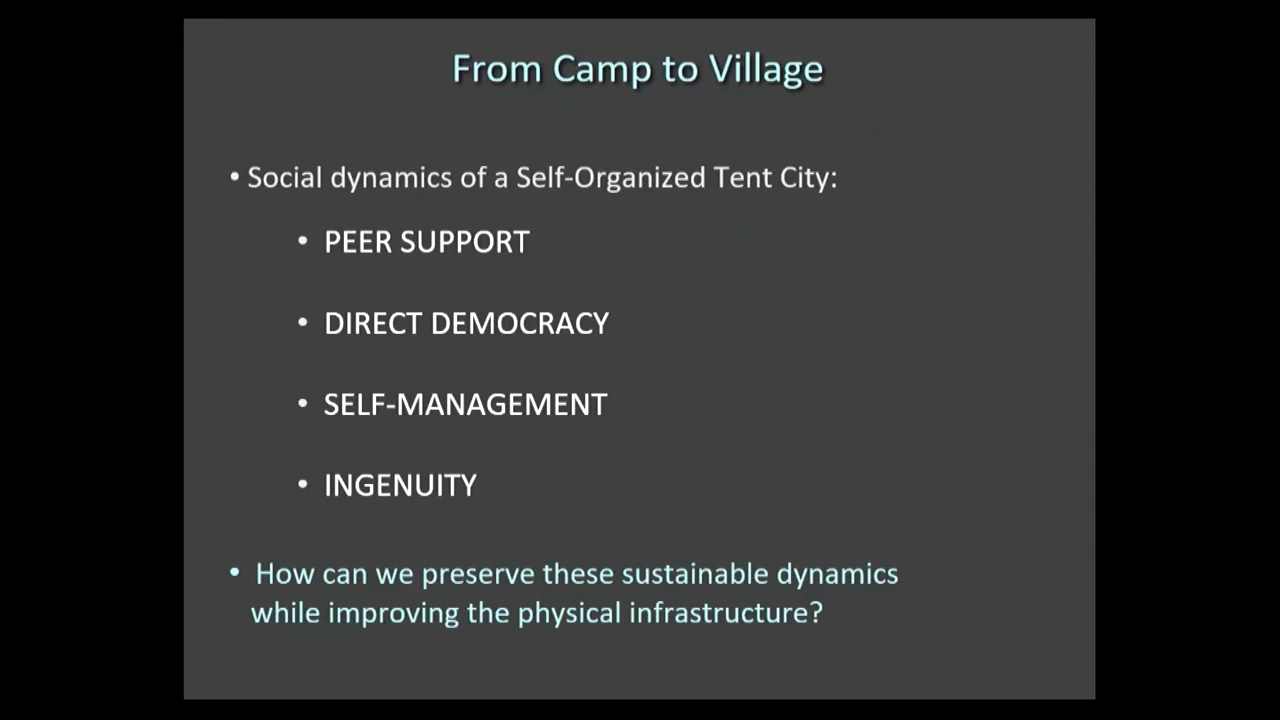 From Camp to Village
• Social dynamics of a Self-Organized Tent City:
• PEER SUPPORT
• DIRECT DEMOCRACY
• SELF-MANAGEMENT
• INGENUITY
• How can we preserve these sustainable dynamics
while improving the physical infrastructure?